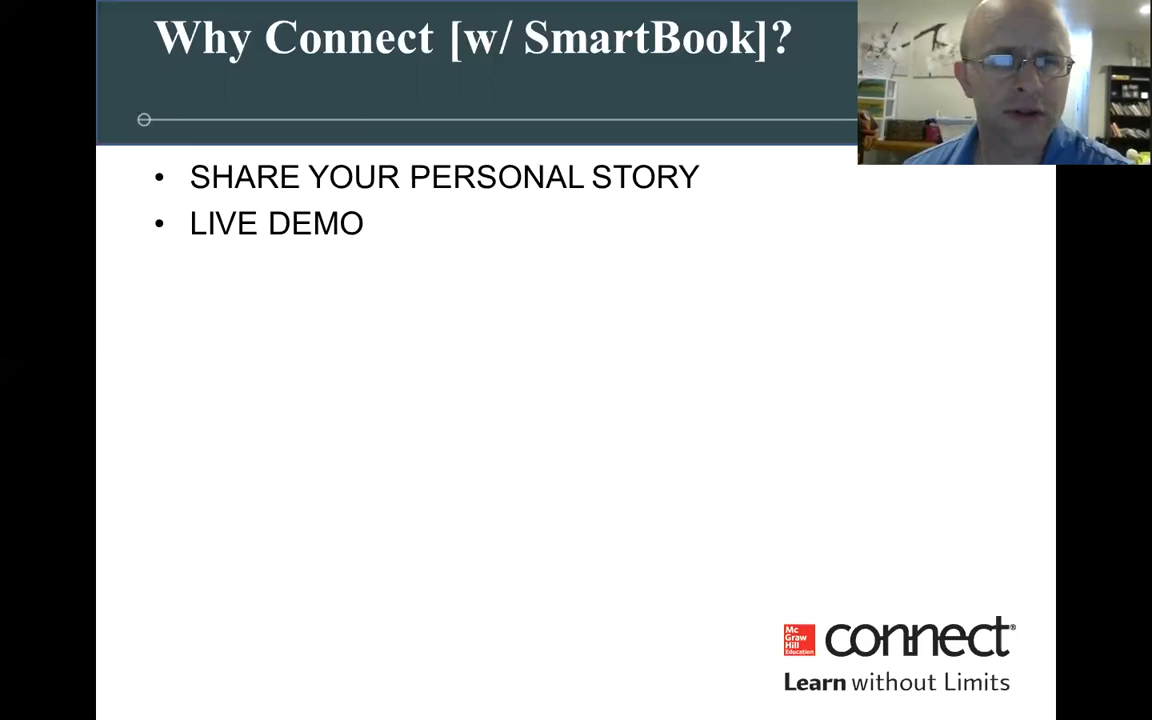 Why Connect [w/ SmartBook]?
• SHARE YOUR PERSONAL STORY
• LIVE DEMO
Mc
Graw
Hill
Education
connect®
Learn without Limits